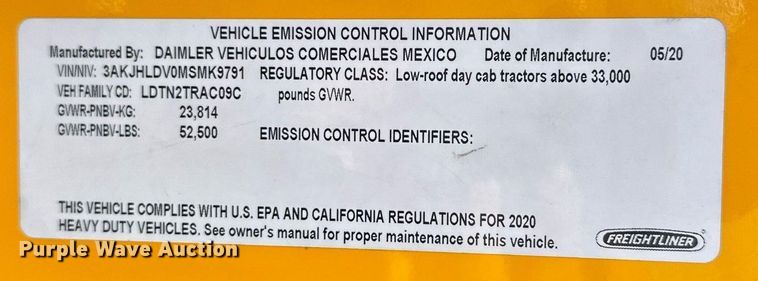 VEHICLE EMISSION CONTROL INFORMATION
Manufactured By: DAIMLER VEHICULOS COMERCIALES MEXICO Date of Manufacture: 05/20
VIN/NIV: 3AKJHLDV0MSMK9791 REGULATORY CLASS: Low-roof day cab tractors above 33,000
VEH FAMILY CD: LDTN2TRAC09C pounds GVWR.
GVWR-PNBV-KG: 23,814
GVWR-PNBV-LBS: 52,500 EMISSION CONTROL IDENTIFIERS:
THIS VEHICLE COMPLIES WITH U.S. EPA AND CALIFORNIA REGULATIONS FOR 2020
HEAVY DUTY VEHICLES. See owner's manual for proper maintenance of this vehicle.
FREIGHTLINER
Purple Wave Auction